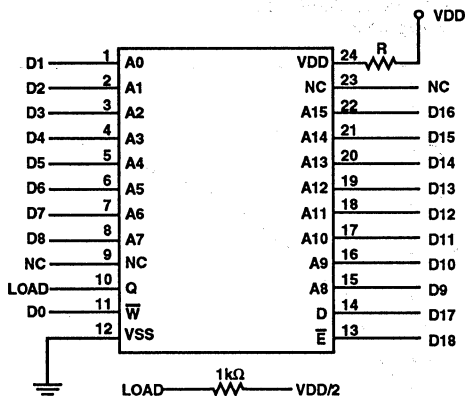 VDD
D1 1 A0 VDD 24 R
D2 2 A1 NC 23 NC
D3 3 A2 A15 22 D16
D4 4 A3 A14 21 D15
D5 5 A4 A13 20 D14
D6 6 A5 A12 19 D13
D7 7 A6 A11 18 D12
D8 8 A7 A10 17 D11
NC 9 NC A9 16 D10
LOAD 10 Q A8 15 D9
D0 11 W̅ D 14 D17
12 VSS E̅ 13 D18
1kΩ
LOAD VDD/2